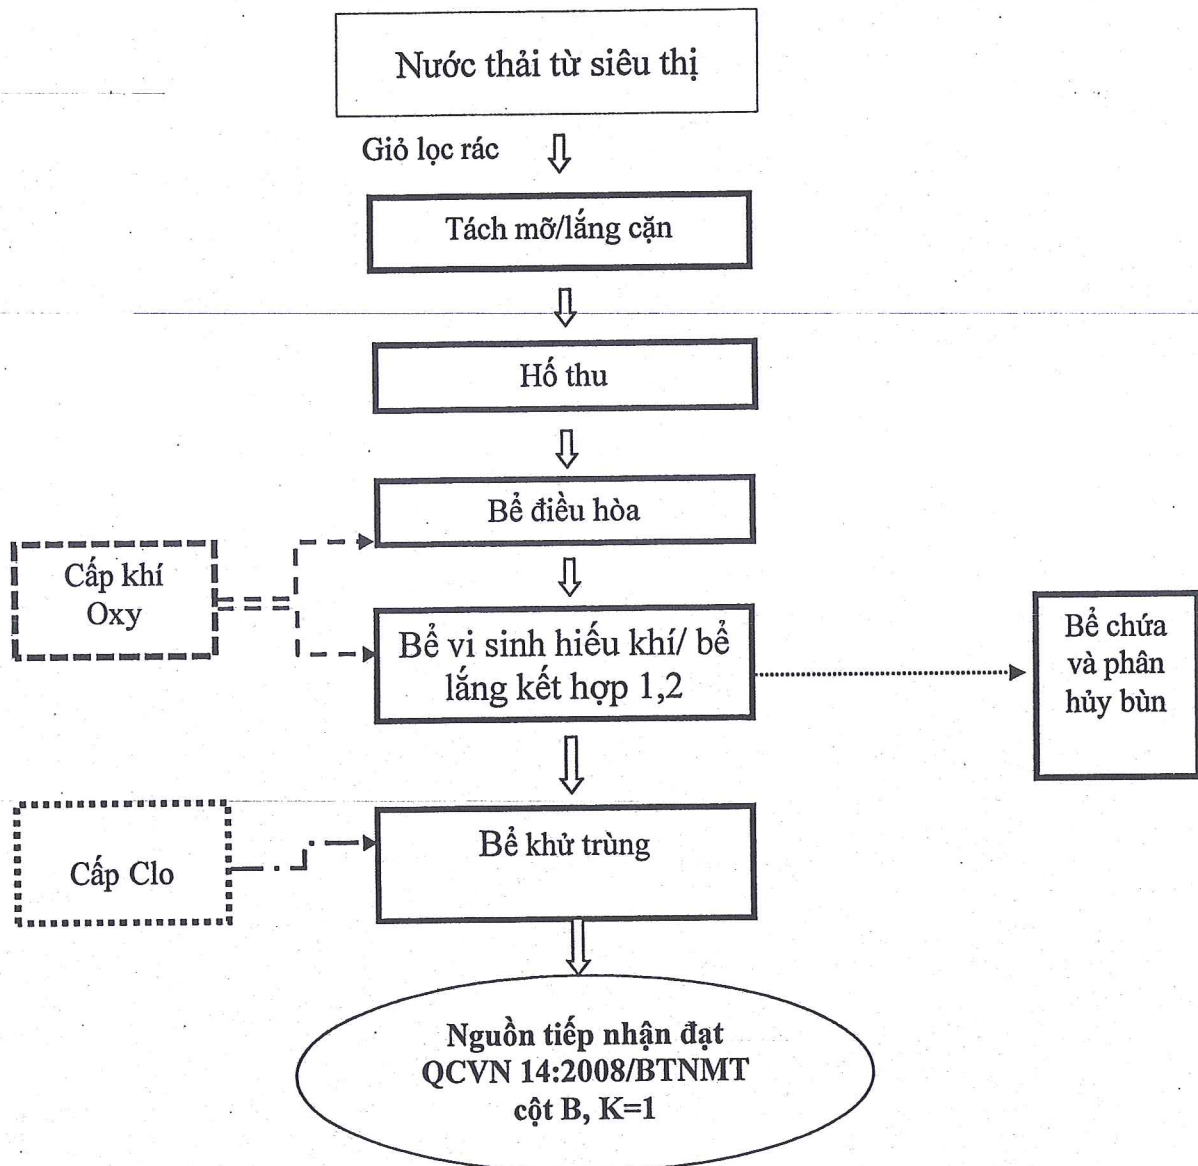 Nước thải từ siêu thị
Giỏ lọc rác
Tách mỡ/lắng cặn
Hố thu
Bể điều hòa
Cấp khí
Oxy
Bể vi sinh hiếu khí/ bể
lắng kết hợp 1,2
Bể chứa
và phân
hủy bùn
Bể khử trùng
Cấp Clo
Nguồn tiếp nhận đạt
QCVN 14:2008/BTNMT
cột B, K=1